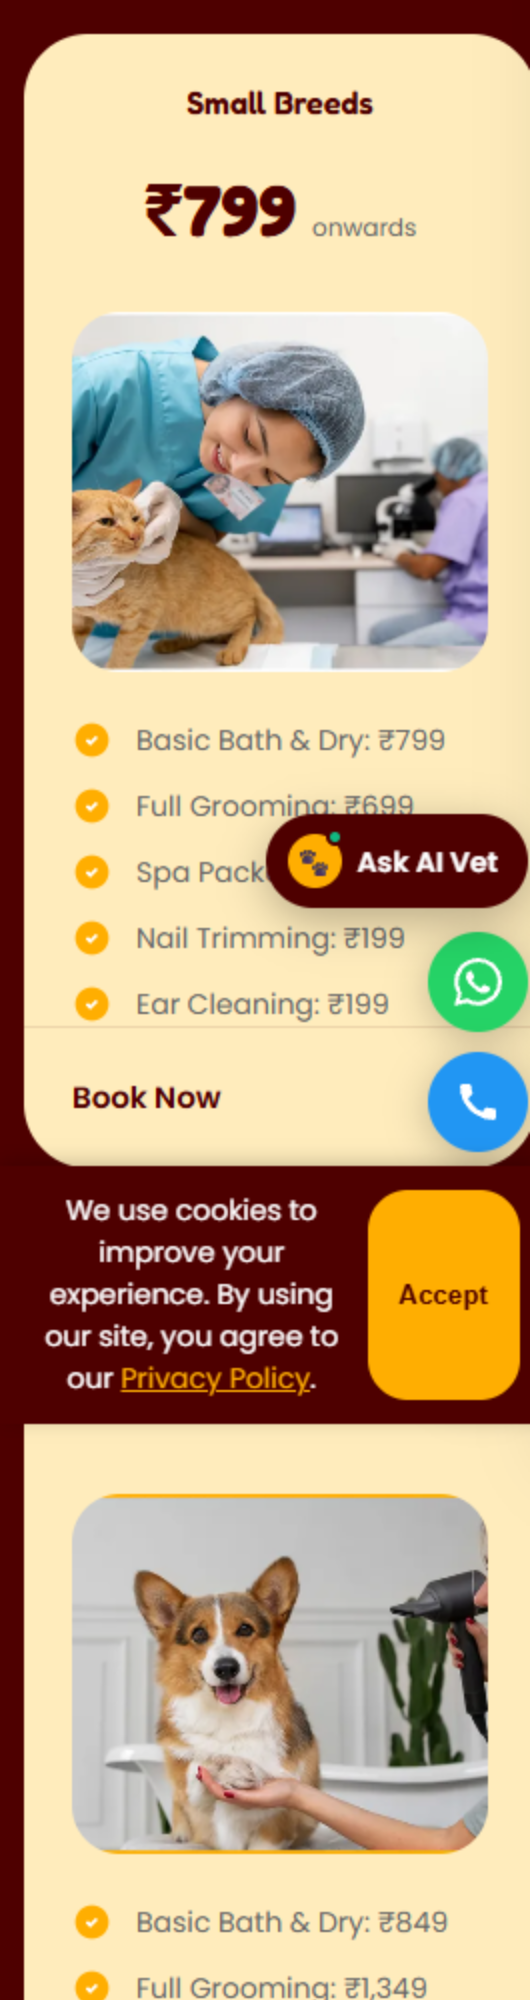 Small Breeds
₹799 onwards
Basic Bath & Dry: ₹799
Full Grooming: ₹699
Spa
Ask AI Vet
Nail Trimming: ₹199
Ear Cleaning: ₹199
Book Now
We use cookies to
improve your
experience. By using
our site, you agree to
our Privacy Policy.
Accept
Basic Bath & Dry: ₹849
Full Grooming: ₹1,349